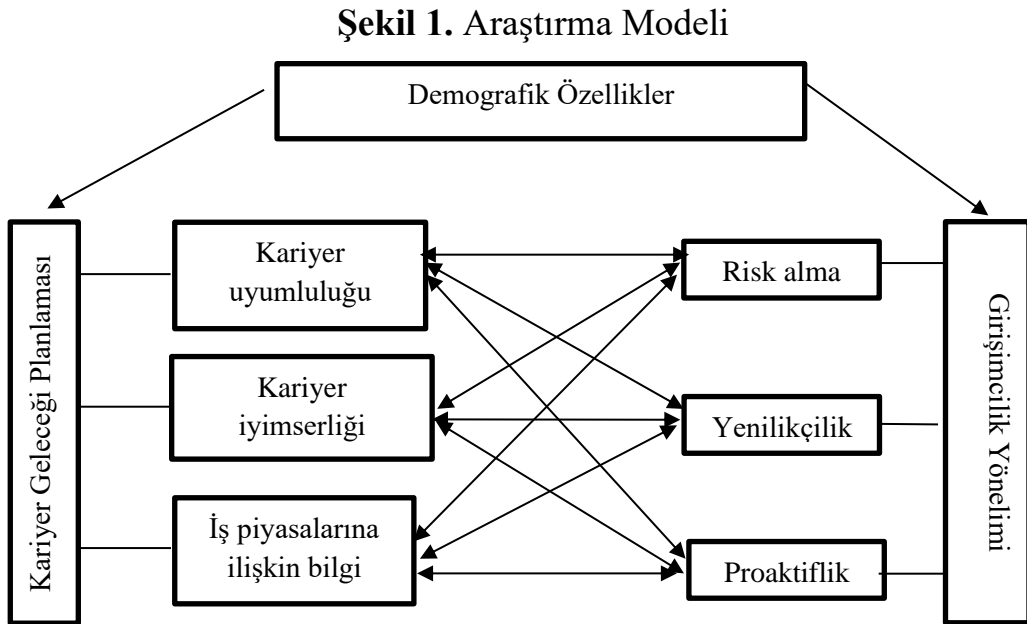 Şekil 1. Araştırma Modeli
Demografik Özellikler
Kariyer Geleceği Planlaması
Kariyer
uyumluluğu
Kariyer
iyimserliği
İş piyasalarına
ilişkin bilgi
Risk alma
Yenilikçilik
Proaktiflik
Girişimcilik Yönelimi